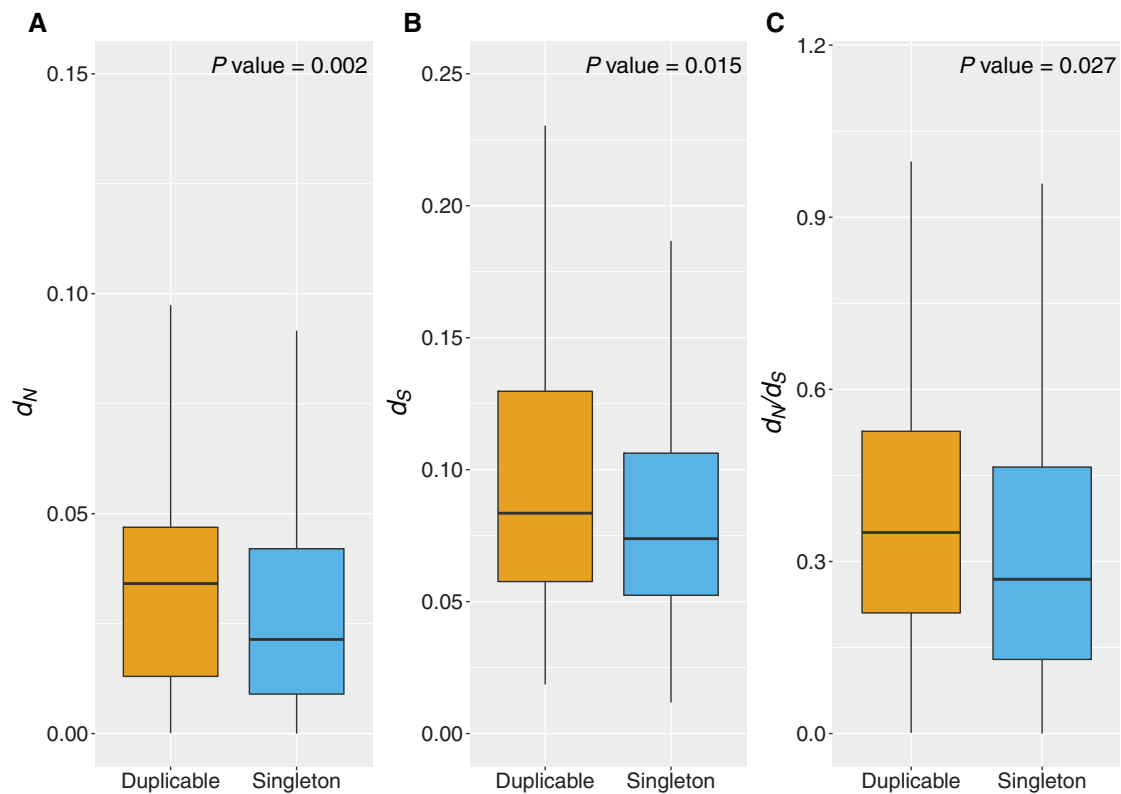 A
P value = 0.002
0.15
0.10
0.05
0.00
dN
Duplicable Singleton
B
P value = 0.015
0.25
0.20
0.15
0.10
0.05
0.00
dS
Duplicable Singleton
C
P value = 0.027
1.2
0.9
0.6
0.3
0.0
dN/dS
Duplicable Singleton